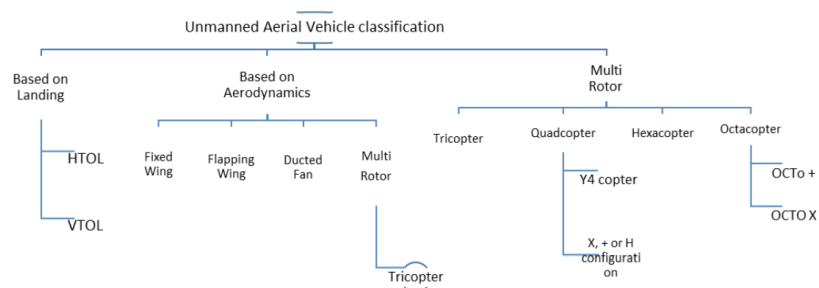 Unmanned Aerial Vehicle classification
Based on
Landing
HTOL
VTOL
Based on
Aerodynamics
Fixed
Wing
Flapping
Wing
Ducted
Fan
Multi
Rotor
Tricopter
Multi
Rotor
Tricopter
Quadcopter
Y4 copter
X, + or H
configurati
on
Hexacopter
Octacopter
OCTo +
OCTO X